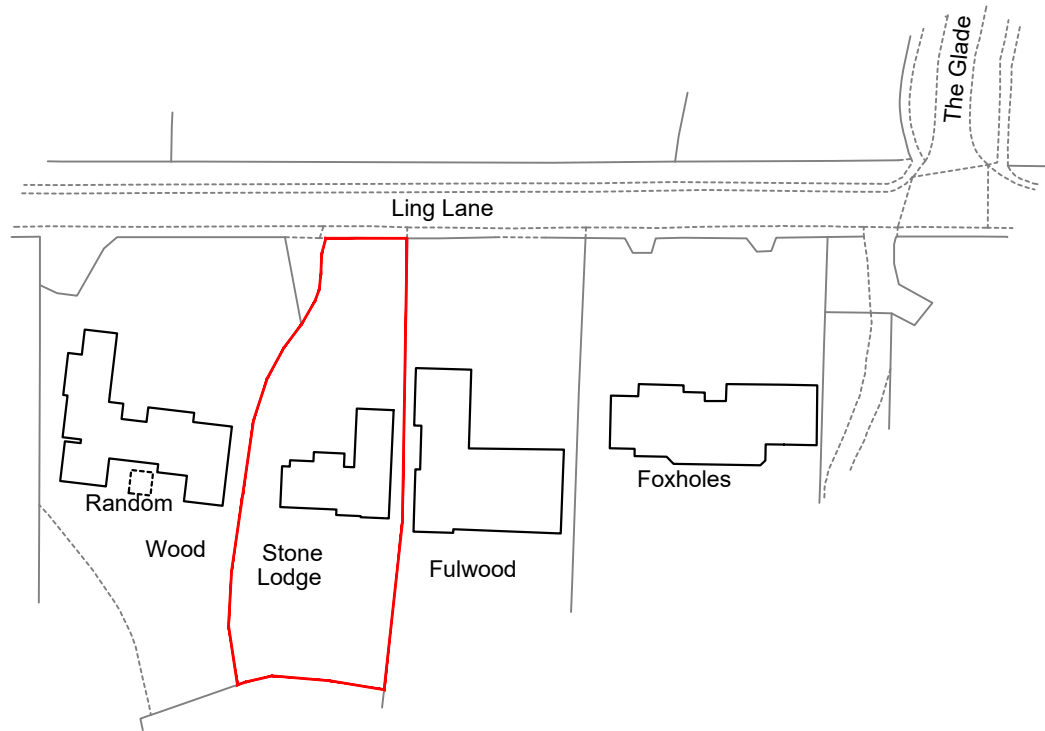 The Glade
Ling Lane
Random
Wood
Stone
Lodge
Fulwood
Foxholes